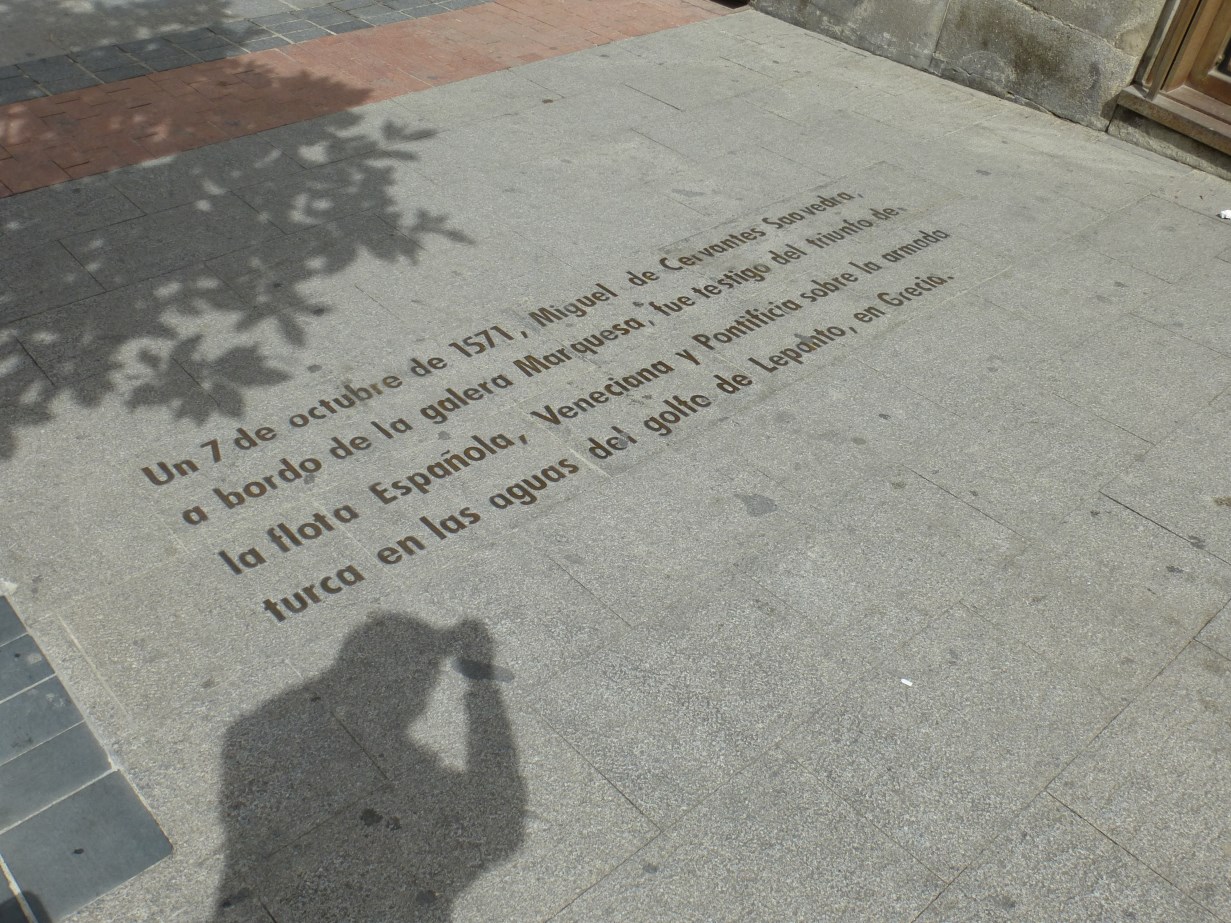 Un 7 de octubre de 1571, Miguel de Cervantes Saavedra,
a bordo de la galera Marquesa, fue testigo del triunfo de
la flota Española, Veneciana y Pontificia sobre la armada
turca en las aguas del golfo de Lepanto, en Grecia.